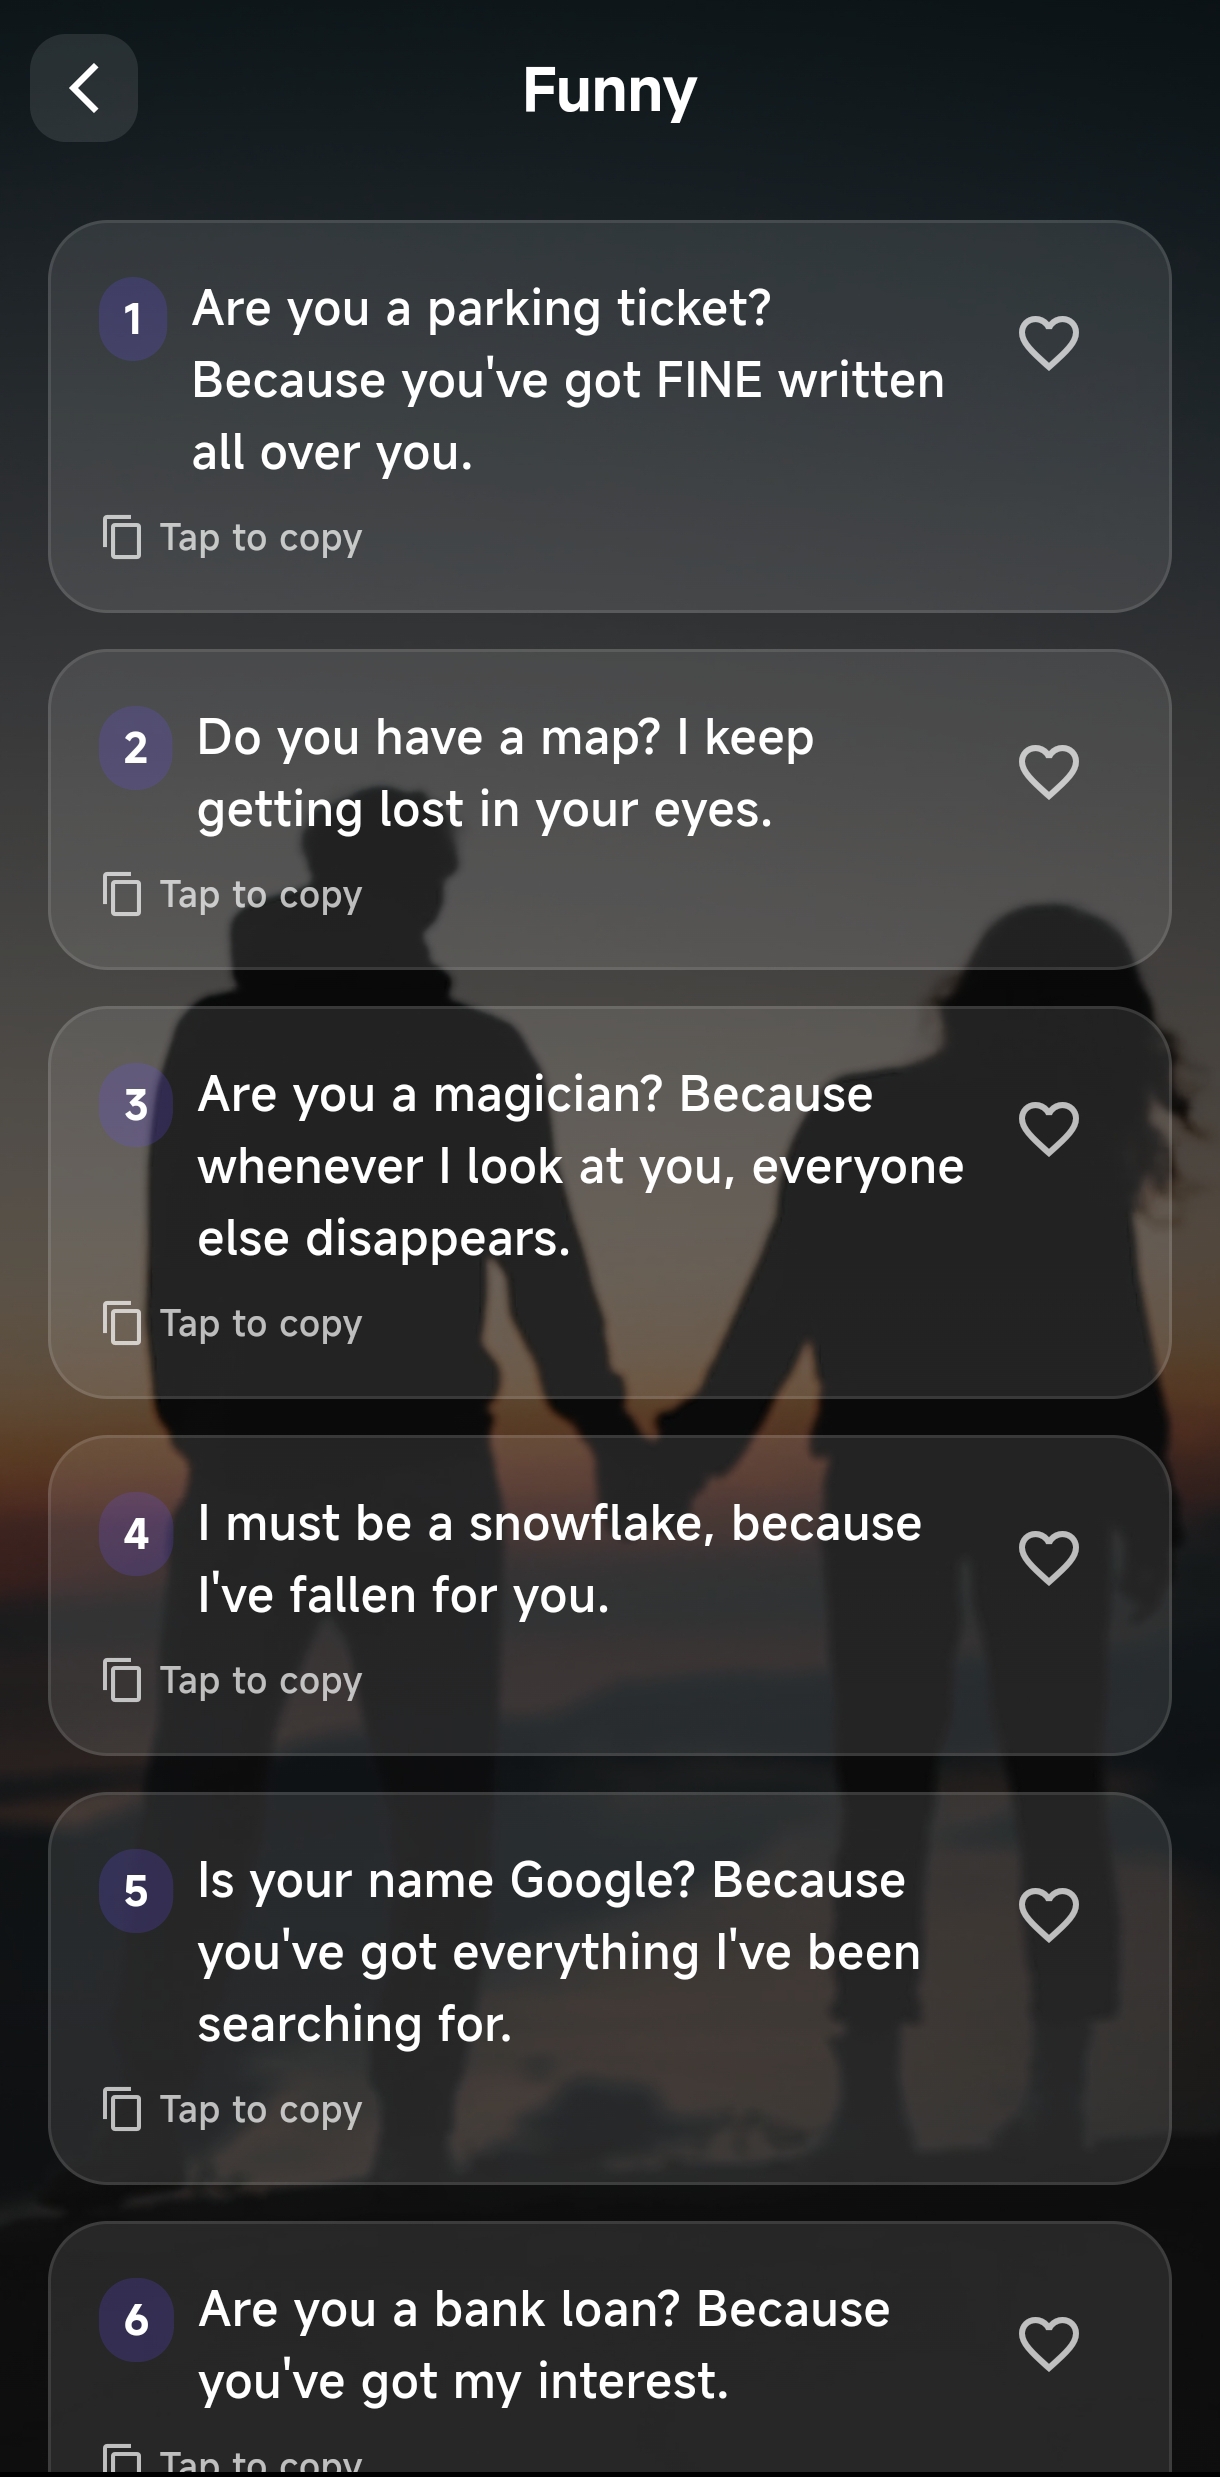 Funny
1
Are you a parking ticket?
Because you've got FINE written
all over you.
Tap to copy
2
Do you have a map? I keep
getting lost in your eyes.
Tap to copy
3
Are you a magician? Because
whenever I look at you, everyone
else disappears.
Tap to copy
4
I must be a snowflake, because
I've fallen for you.
Tap to copy
5
Is your name Google? Because
you've got everything I've been
searching for.
Tap to copy
6
Are you a bank loan? Because
you've got my interest.
Tap to copy